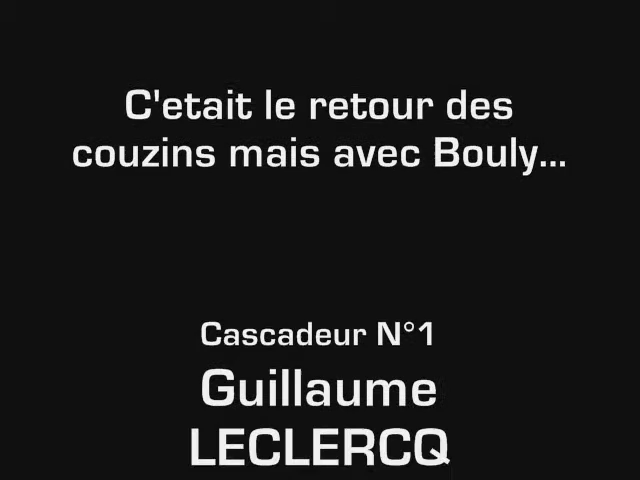 C'etait le retour des
couzins mais avec Bouly...
Cascadeur N°1
Guillaume
LECLERCQ